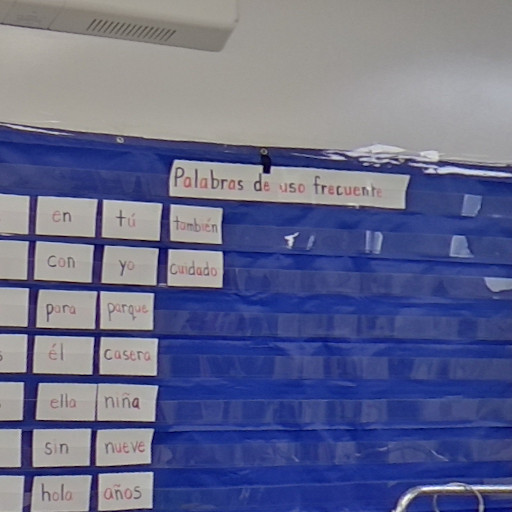 Palabras de uso frecuente
en tú también
con yo cuidado
para parque
él casera
ella niña
sin nueve
hola años